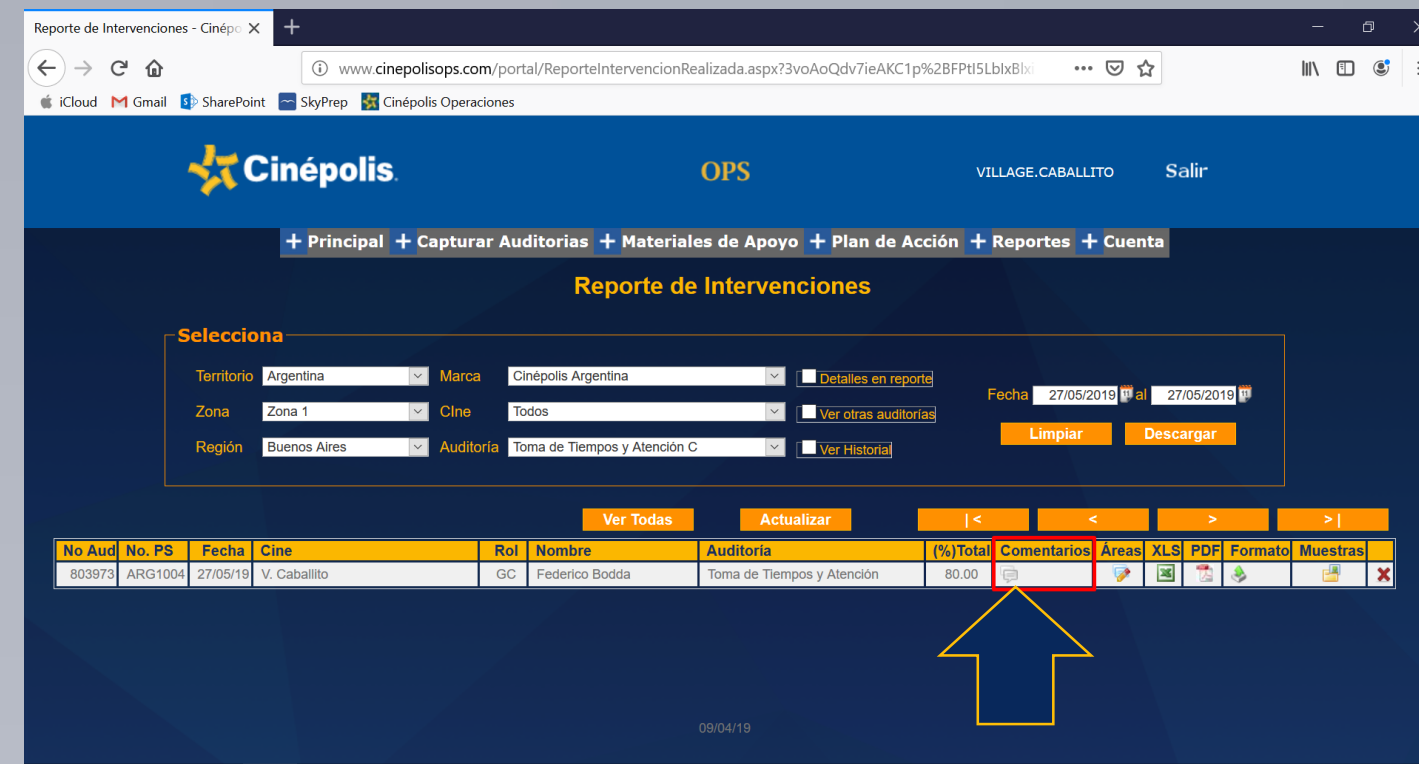 Reporte de Intervenciones - Cinépo
www.cinepolisops.com/portal/ReporteIntervencionRealizada.aspx?3voAoQdv7ieAKC1p%2BFPtI5LbIxBIxi
iCloud Gmail SharePoint SkyPrep Cinépolis Operaciones
Cinépolis. OPS VILLAGE.CABALLITO Salir
+ Principal + Capturar Auditorias + Materiales de Apoyo + Plan de Acción + Reportes + Cuenta
Reporte de Intervenciones
Selecciona
Territorio Argentina Marca Cinépolis Argentina Detalles en reporte
Fecha 27/05/2019 al 27/05/2019
Zona Zona 1 CIne Todos Ver otras auditorías
Limpiar Descargar
Región Buenos Aires Auditoría Toma de Tiempos y Atención C Ver Historial
Ver Todas Actualizar |< < > >|
No Aud No. PS Fecha Cine Rol Nombre Auditoría (%)Total Comentarios Áreas XLS PDF Formato Muestras
803973 ARG1004 27/05/19 V. Caballito GC Federico Bodda Toma de Tiempos y Atención 80.00
09/04/19